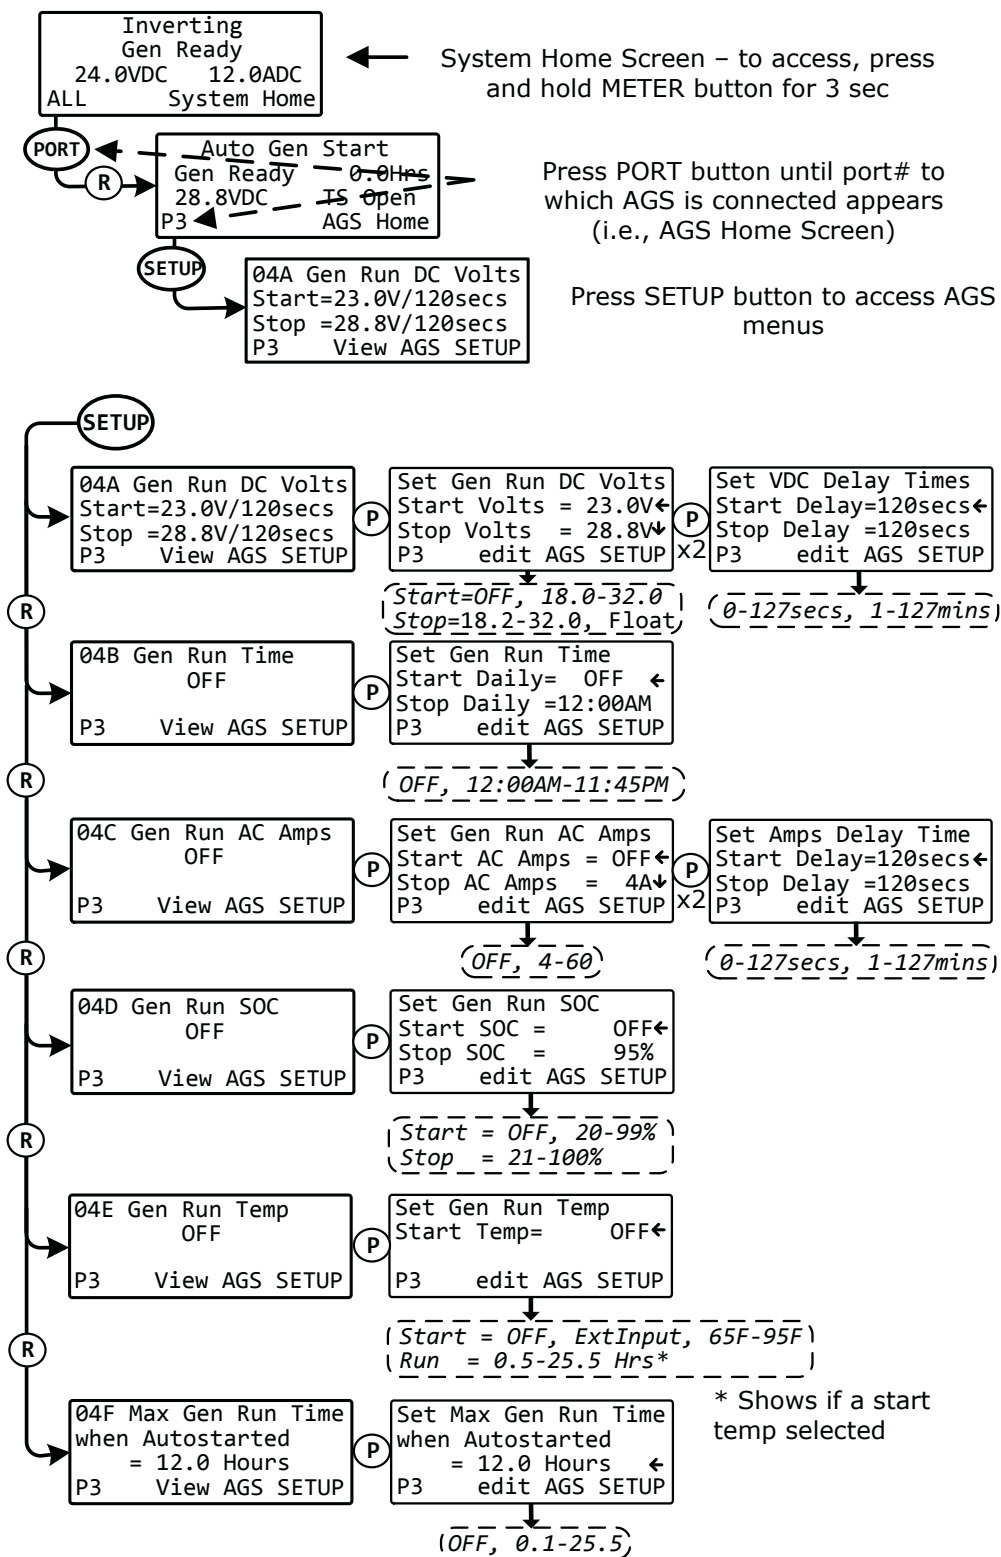 Inverting
Gen Ready
24.0VDC 12.0ADC
ALL System Home
System Home Screen – to access, press
and hold METER button for 3 sec
PORT
R
Auto Gen Start
Gen Ready 0.0Hrs
28.8VDC TS Open
P3 AGS Home
Press PORT button until port# to
which AGS is connected appears
(i.e., AGS Home Screen)
SETUP
04A Gen Run DC Volts
Start=23.0V/120secs
Stop =28.8V/120secs
P3 View AGS SETUP
Press SETUP button to access AGS
menus
SETUP
04A Gen Run DC Volts
Start=23.0V/120secs
Stop =28.8V/120secs
P3 View AGS SETUP
P
Set Gen Run DC Volts
Start Volts = 23.0V←
Stop Volts = 28.8V↓
P3 edit AGS SETUP
P
x2
Set VDC Delay Times
Start Delay=120secs←
Stop Delay =120secs
P3 edit AGS SETUP
Start=OFF, 18.0-32.0
Stop=18.2-32.0, Float
0-127secs, 1-127mins
R
04B Gen Run Time
OFF
P3 View AGS SETUP
P
Set Gen Run Time
Start Daily= OFF ←
Stop Daily =12:00AM
P3 edit AGS SETUP
OFF, 12:00AM-11:45PM
R
04C Gen Run AC Amps
OFF
P3 View AGS SETUP
P
Set Gen Run AC Amps
Start AC Amps = OFF←
Stop AC Amps = 4A↓
P3 edit AGS SETUP
P
x2
Set Amps Delay Time
Start Delay=120secs←
Stop Delay =120secs
P3 edit AGS SETUP
OFF, 4-60
0-127secs, 1-127mins
R
04D Gen Run SOC
OFF
P3 View AGS SETUP
P
Set Gen Run SOC
Start SOC = OFF←
Stop SOC = 95%
P3 edit AGS SETUP
Start = OFF, 20-99%
Stop = 21-100%
R
04E Gen Run Temp
OFF
P3 View AGS SETUP
P
Set Gen Run Temp
Start Temp= OFF←
P3 edit AGS SETUP
Start = OFF, ExtInput, 65F-95F
Run = 0.5-25.5 Hrs*
* Shows if a start
temp selected
R
04F Max Gen Run Time
when Autostarted
= 12.0 Hours
P3 View AGS SETUP
P
Set Max Gen Run Time
when Autostarted
= 12.0 Hours ←
P3 edit AGS SETUP
OFF, 0.1-25.5